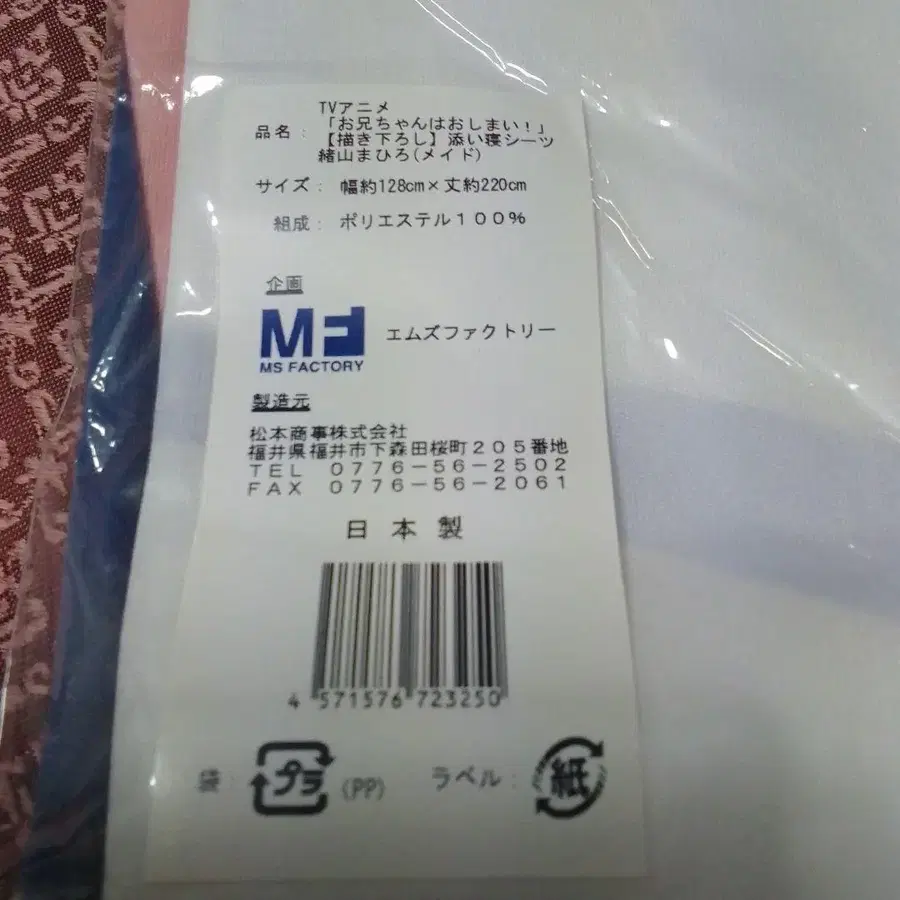 TVアニメ
品名： 「お兄ちゃんはおしまい！」
【描き下ろし】添い寝シーツ
緒山まひろ(メイド)
サイズ： 幅約128cm×丈約220cm
組成： ポリエステル１００％
企画
MF エムズファクトリー
MS FACTORY
製造元
松本商事株式会社
福井県福井市下森田桜町２０５番地
ＴＥＬ ０７７６－５６－２５０２
ＦＡＸ ０７７６－５６－２０６１
日本製
4 571576 723250
袋： プラ (PP) ラベル： 紙